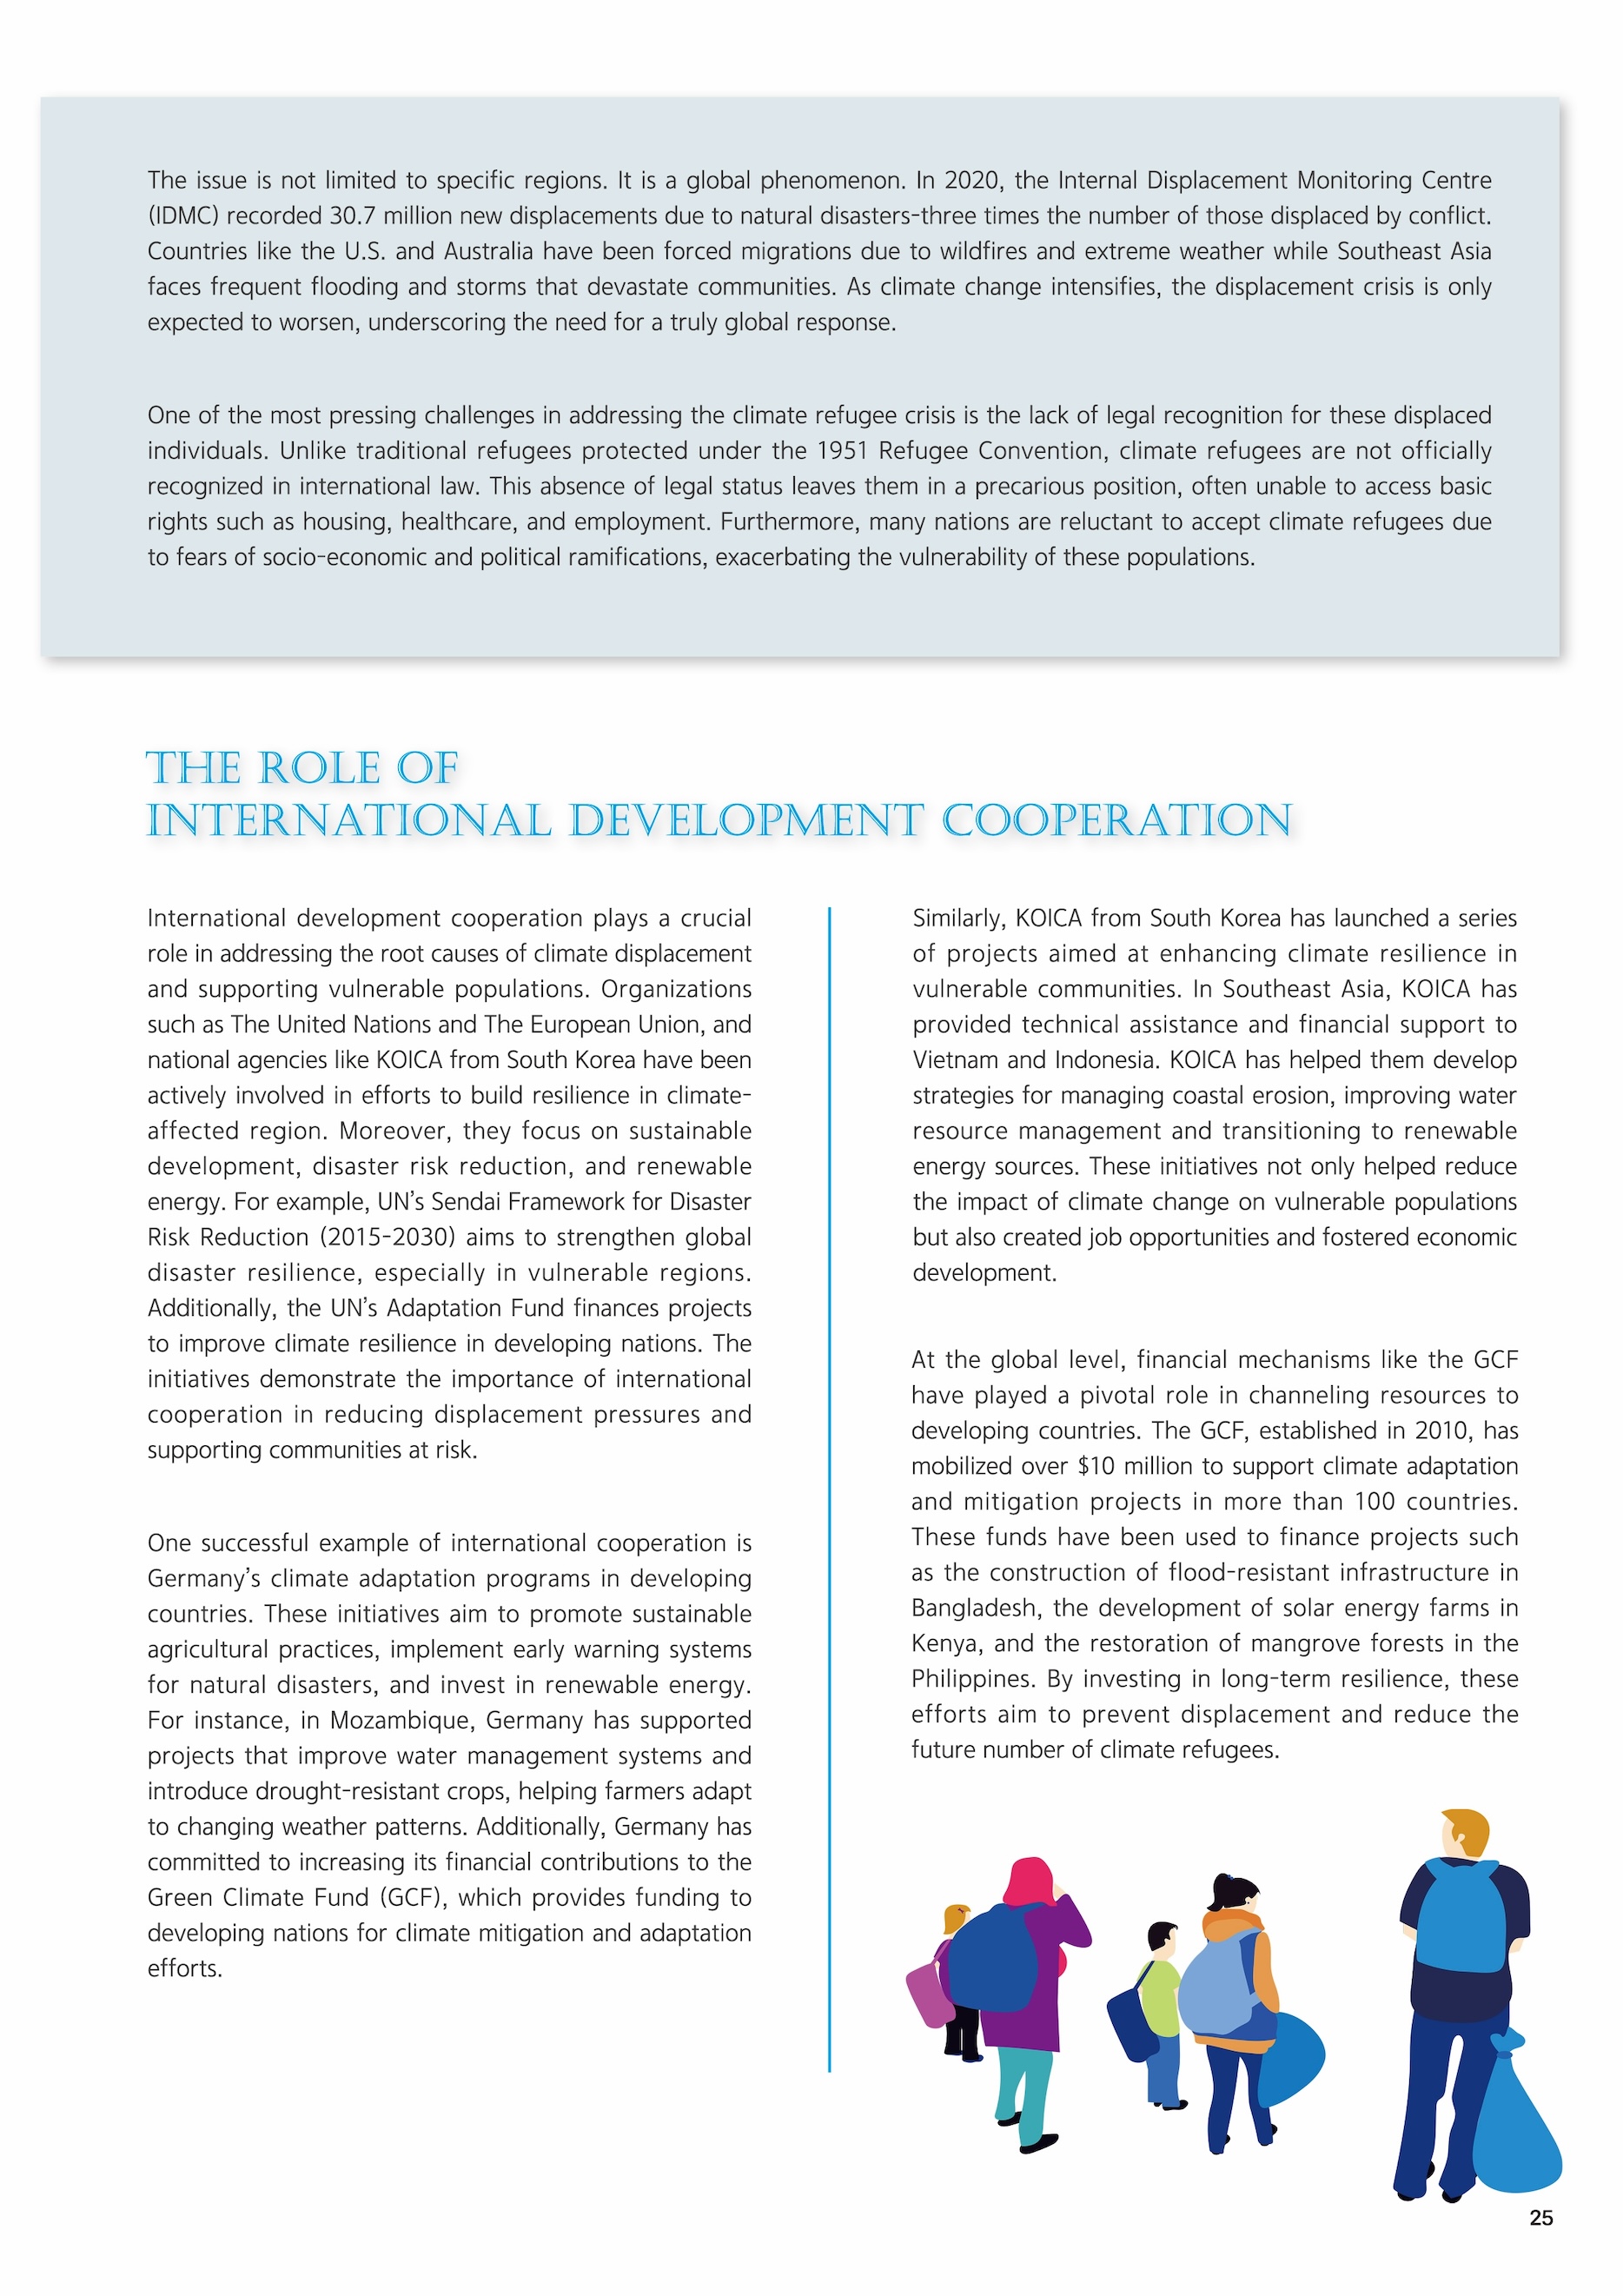 The issue is not limited to specific regions. It is a global phenomenon. In 2020, the Internal Displacement Monitoring Centre
(IDMC) recorded 30.7 million new displacements due to natural disasters-three times the number of those displaced by conflict.
Countries like the U.S. and Australia have been forced migrations due to wildfires and extreme weather while Southeast Asia
faces frequent flooding and storms that devastate communities. As climate change intensifies, the displacement crisis is only
expected to worsen, underscoring the need for a truly global response.
One of the most pressing challenges in addressing the climate refugee crisis is the lack of legal recognition for these displaced
individuals. Unlike traditional refugees protected under the 1951 Refugee Convention, climate refugees are not officially
recognized in international law. This absence of legal status leaves them in a precarious position, often unable to access basic
rights such as housing, healthcare, and employment. Furthermore, many nations are reluctant to accept climate refugees due
to fears of socio-economic and political ramifications, exacerbating the vulnerability of these populations.
THE ROLE OF
INTERNATIONAL DEVELOPMENT COOPERATION
International development cooperation plays a crucial
role in addressing the root causes of climate displacement
and supporting vulnerable populations. Organizations
such as The United Nations and The European Union, and
national agencies like KOICA from South Korea have been
actively involved in efforts to build resilience in climate-
affected region. Moreover, they focus on sustainable
development, disaster risk reduction, and renewable
energy. For example, UN's Sendai Framework for Disaster
Risk Reduction (2015-2030) aims to strengthen global
disaster resilience, especially in vulnerable regions.
Additionally, the UN's Adaptation Fund finances projects
to improve climate resilience in developing nations. The
initiatives demonstrate the importance of international
cooperation in reducing displacement pressures and
supporting communities at risk.
One successful example of international cooperation is
Germany's climate adaptation programs in developing
countries. These initiatives aim to promote sustainable
agricultural practices, implement early warning systems
for natural disasters, and invest in renewable energy.
For instance, in Mozambique, Germany has supported
projects that improve water management systems and
introduce drought-resistant crops, helping farmers adapt
to changing weather patterns. Additionally, Germany has
committed to increasing its financial contributions to the
Green Climate Fund (GCF), which provides funding to
developing nations for climate mitigation and adaptation
efforts.
Similarly, KOICA from South Korea has launched a series
of projects aimed at enhancing climate resilience in
vulnerable communities. In Southeast Asia, KOICA has
provided technical assistance and financial support to
Vietnam and Indonesia. KOICA has helped them develop
strategies for managing coastal erosion, improving water
resource management and transitioning to renewable
energy sources. These initiatives not only helped reduce
the impact of climate change on vulnerable populations
but also created job opportunities and fostered economic
development.
At the global level, financial mechanisms like the GCF
have played a pivotal role in channeling resources to
developing countries. The GCF, established in 2010, has
mobilized over $10 million to support climate adaptation
and mitigation projects in more than 100 countries.
These funds have been used to finance projects such
as the construction of flood-resistant infrastructure in
Bangladesh, the development of solar energy farms in
Kenya, and the restoration of mangrove forests in the
Philippines. By investing in long-term resilience, these
efforts aim to prevent displacement and reduce the
future number of climate refugees.
25